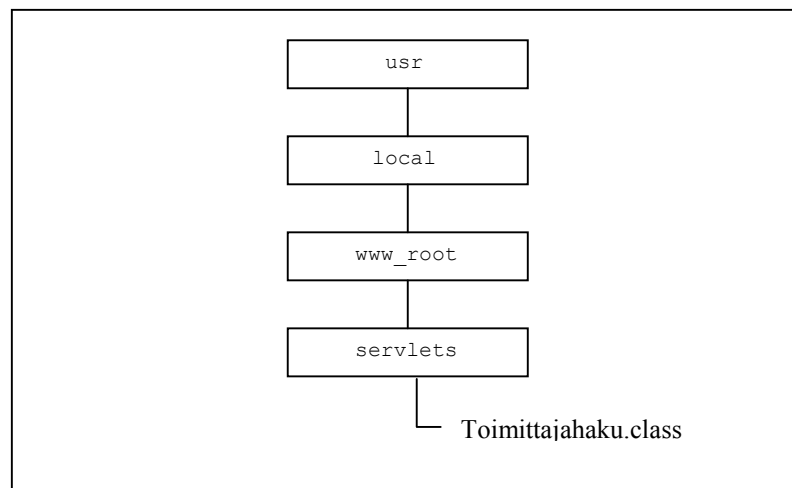 usr
local
www_root
servlets
Toimittajahaku.class